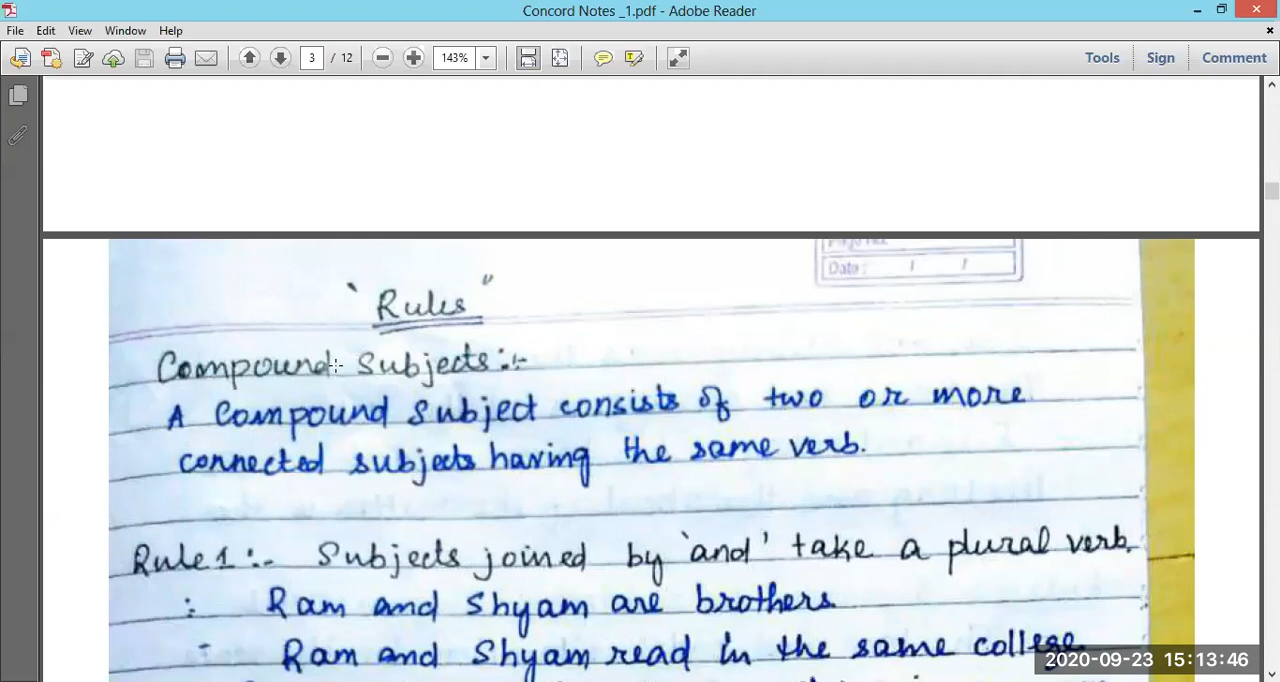 Concord Notes _1.pdf - Adobe Reader
File Edit View Window Help
3 / 12 143% Tools Sign Comment
Date : / /
`Rules"
Compound Subjects :-
A Compound subject consists of two or more
connected subjects having the same verb.
Rule 1 :- Subjects joined by 'and' take a plural verb.
: Ram and Shyam are brothers
- Ram and Shyam read in the same college
2020-09-23 15:13:46